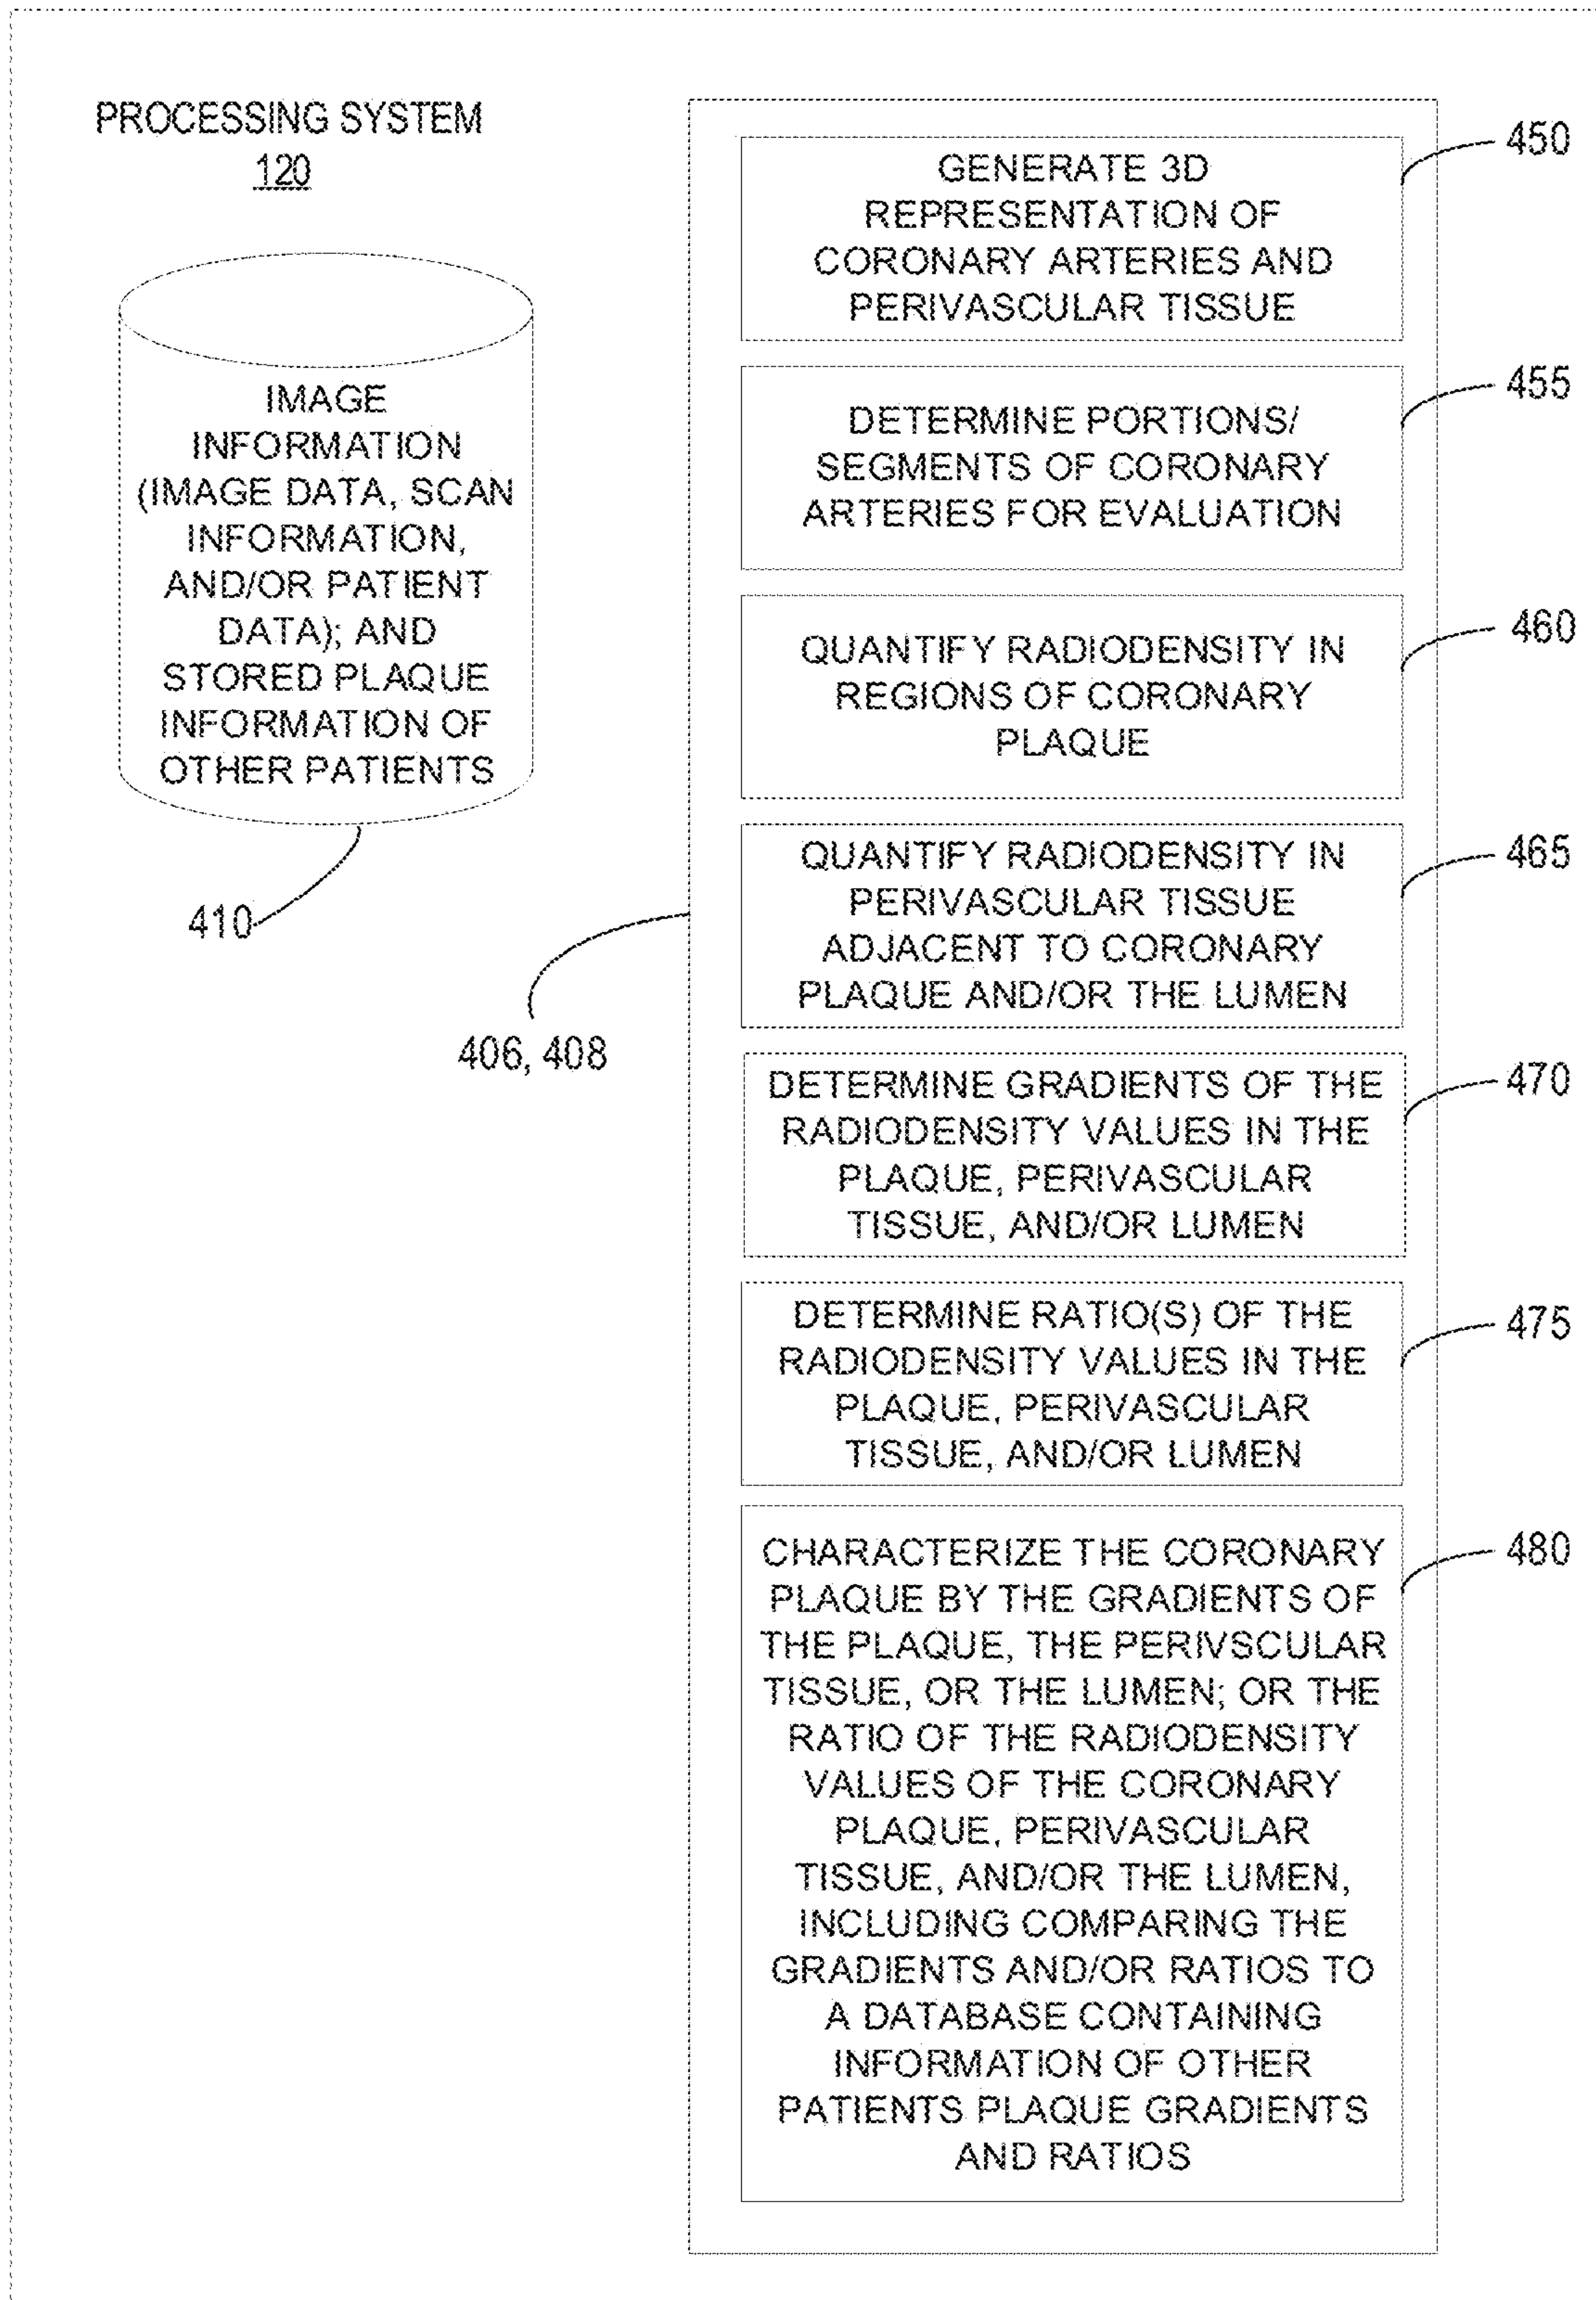 PROCESSING SYSTEM
120
IMAGE
INFORMATION
(IMAGE DATA, SCAN
INFORMATION,
AND/OR PATIENT
DATA); AND
STORED PLAQUE
INFORMATION OF
OTHER PATIENTS
410
406, 408
GENERATE 3D
REPRESENTATION OF
CORONARY ARTERIES AND
PERIVASCULAR TISSUE
450
DETERMINE PORTIONS/
SEGMENTS OF CORONARY
ARTERIES FOR EVALUATION
455
QUANTIFY RADIODENSITY IN
REGIONS OF CORONARY
PLAQUE
460
QUANTIFY RADIODENSITY IN
PERIVASCULAR TISSUE
ADJACENT TO CORONARY
PLAQUE AND/OR THE LUMEN
465
DETERMINE GRADIENTS OF THE
RADIODENSITY VALUES IN THE
PLAQUE, PERIVASCULAR
TISSUE, AND/OR LUMEN
470
DETERMINE RATIO(S) OF THE
RADIODENSITY VALUES IN THE
PLAQUE, PERIVASCULAR
TISSUE, AND/OR LUMEN
475
CHARACTERIZE THE CORONARY
PLAQUE BY THE GRADIENTS OF
THE PLAQUE, THE PERIVSCULAR
TISSUE, OR THE LUMEN; OR THE
RATIO OF THE RADIODENSITY
VALUES OF THE CORONARY
PLAQUE, PERIVASCULAR
TISSUE, AND/OR THE LUMEN,
INCLUDING COMPARING THE
GRADIENTS AND/OR RATIOS TO
A DATABASE CONTAINING
INFORMATION OF OTHER
PATIENTS PLAQUE GRADIENTS
AND RATIOS
480